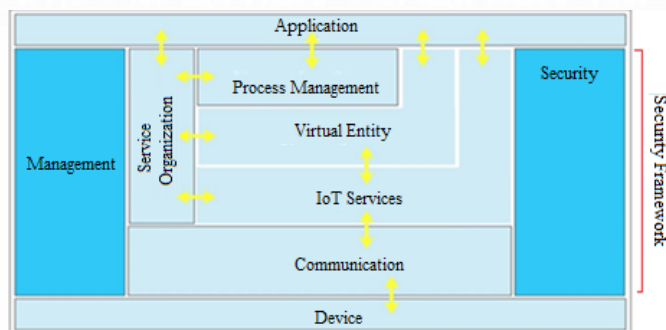 Application
Process Management
Security
Virtual Entity
Management
Service
Organization
IoT Services
Communication
Device
Security Framework